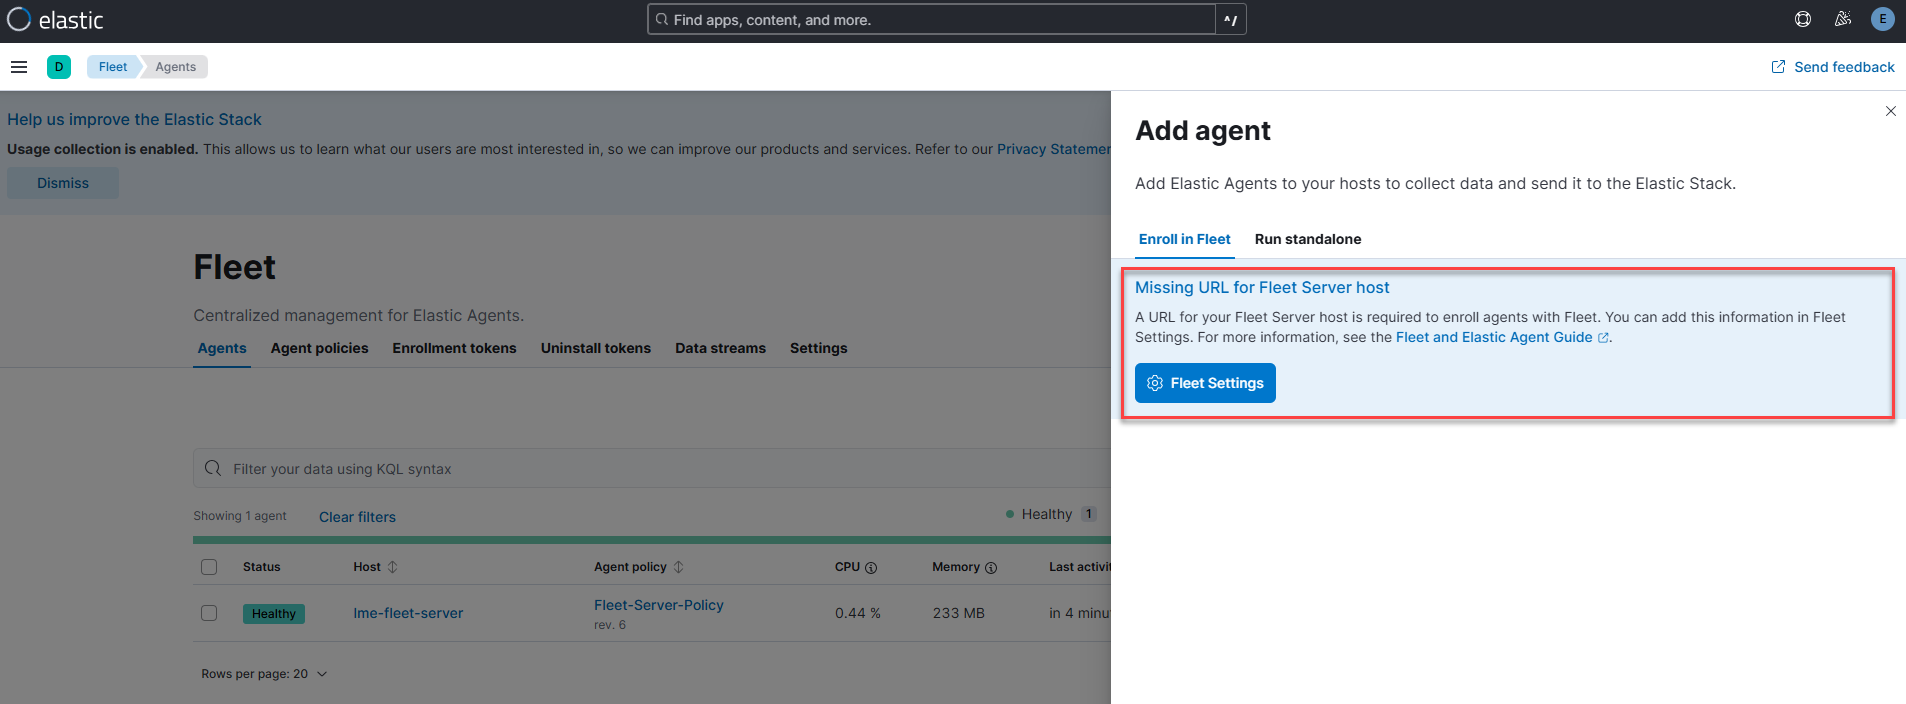 elastic
Find apps, content, and more.
^/
E
D
Fleet
Agents
Send feedback
Help us improve the Elastic Stack
Usage collection is enabled. This allows us to learn what our users are most interested in, so we can improve our products and services. Refer to our Privacy Statemer
Dismiss
Fleet
Centralized management for Elastic Agents.
Agents
Agent policies
Enrollment tokens
Uninstall tokens
Data streams
Settings
Filter your data using KQL syntax
Showing 1 agent
Clear filters
Healthy 1
Status
Host
Agent policy
CPU
Memory
Last activit
Healthy
lme-fleet-server
Fleet-Server-Policy
rev. 6
0.44 %
233 MB
in 4 minu
Rows per page: 20
Add agent
Add Elastic Agents to your hosts to collect data and send it to the Elastic Stack.
Enroll in Fleet
Run standalone
Missing URL for Fleet Server host
A URL for your Fleet Server host is required to enroll agents with Fleet. You can add this information in Fleet
Settings. For more information, see the Fleet and Elastic Agent Guide.
Fleet Settings